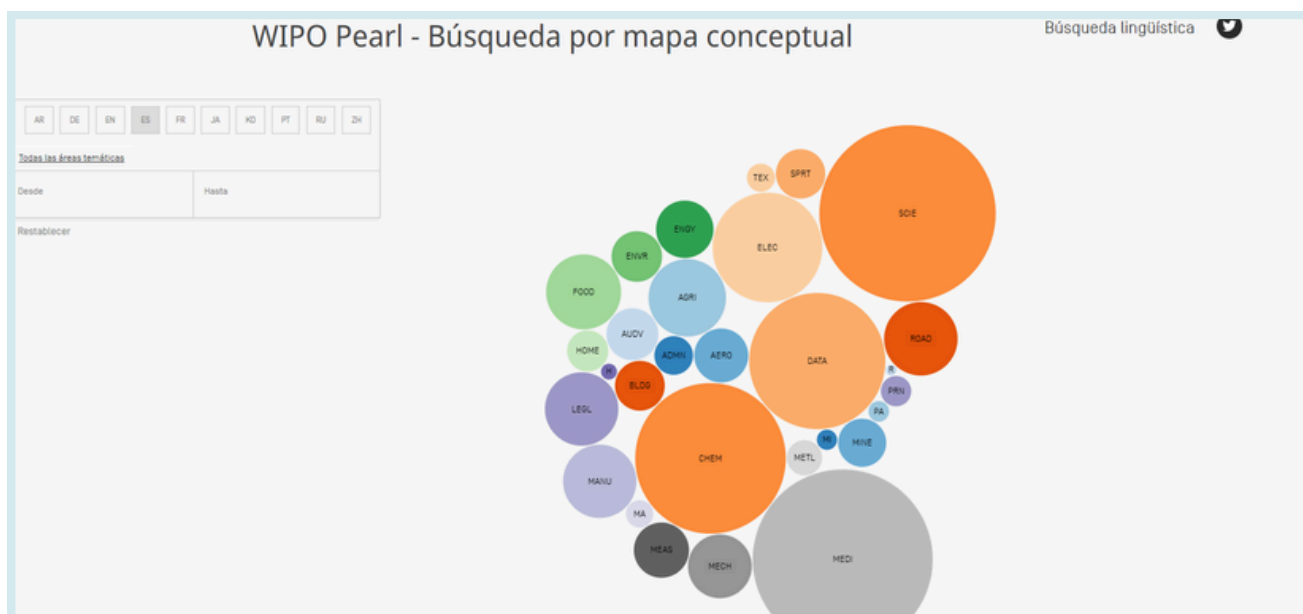 WIPO Pearl - Búsqueda por mapa conceptual
Búsqueda lingüística
AR DE EN ES FR JA KO PT RU ZH
Todas las áreas temáticas
Desde Hasta
Restablecer
TEX
SPRT
SCIE
ENGY
ELEC
ENVR
FOOD
AGRI
AUDV
HOME
ADMN
AERO
DATA
ROAD
H
BLDG
R
PRN
LEGL
PA
MI
MINE
METL
CHEM
MANU
MA
MEAS
MECH
MEDI